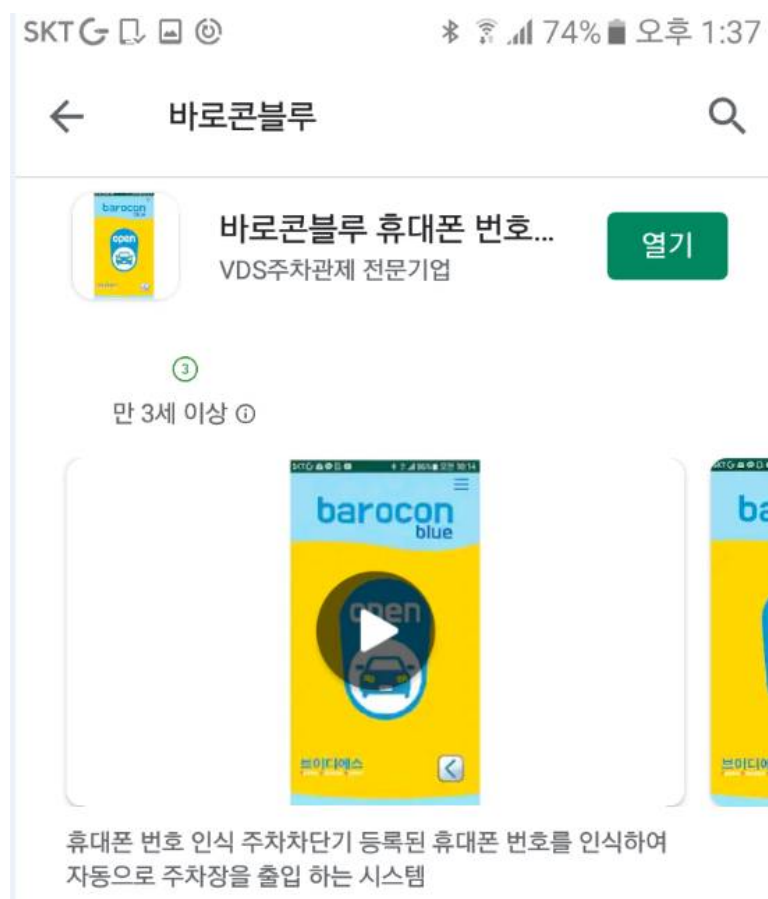 SKT 74% 오후 1:37
바로콘블루
barocon
blue
open
바로콘블루 휴대폰 번호...
VDS주차관제 전문기업
열기
3
만 3세 이상
barocon
blue
open
브이디에스
ba
휴대폰 번호 인식 주차차단기 등록된 휴대폰 번호를 인식하여
자동으로 주차장을 출입 하는 시스템